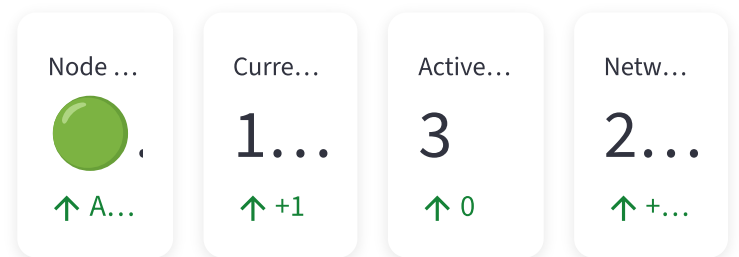 Node …
🟢.
↑ A…
Curre…
1…
↑ +1
Active…
3
↑ 0
Netw…
2…
↑ +…